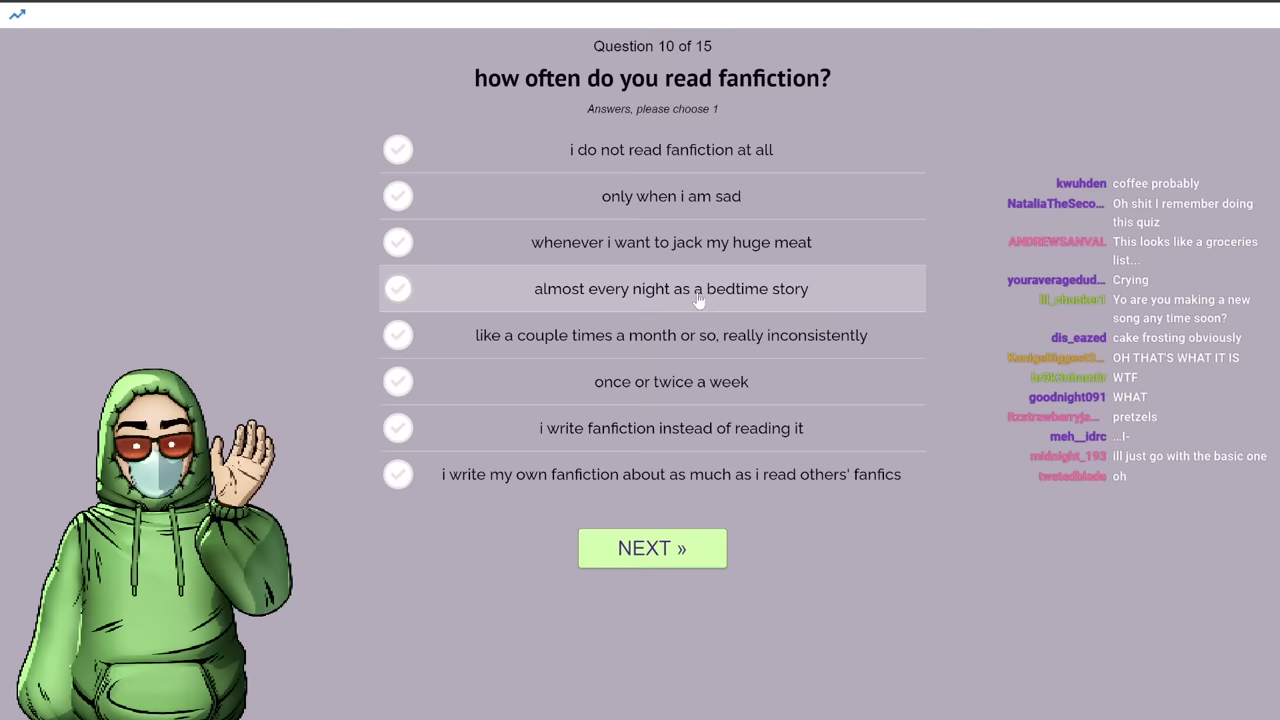 Question 10 of 15
how often do you read fanfiction?
Answers, please choose 1
i do not read fanfiction at all
only when i am sad
whenever i want to jack my huge meat
almost every night as a bedtime story
like a couple times a month or so, really inconsistently
once or twice a week
i write fanfiction instead of reading it
i write my own fanfiction about as much as i read others' fanfics
NEXT »
kwuhden coffee probably
NataliaTheSeco... Oh shit I remember doing
this quiz
ANDREWSANVAL This looks like a groceries
list...
youraveragedud... Crying
lil_chunker1 Yo are you making a new
song any time soon?
dis_eazed cake frosting obviously
OH THAT'S WHAT IT IS
WTF
goodnight091 WHAT
pretzels
meh__idrc ...I-
midnight_193 ill just go with the basic one
twstedblade oh